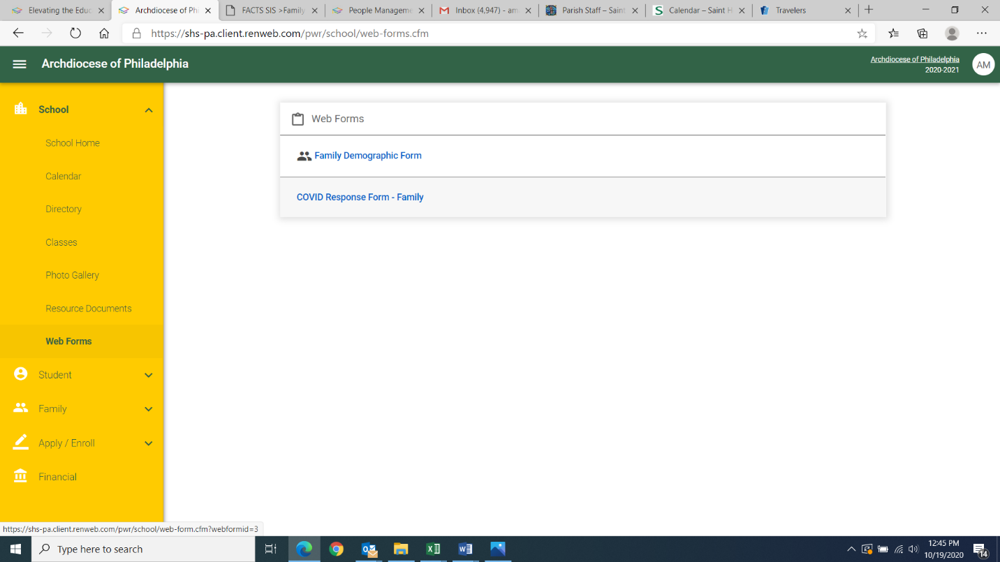 Elevating the Educ
Archdiocese of Ph
FACTS SIS >Family
People Manageme
Inbox (4,947) - am
Parish Staff – Saint
Calendar – Saint H
Travelers
https://shs-pa.client.renweb.com/pwr/school/web-forms.cfm
Archdiocese of Philadelphia
Archdiocese of Philadelphia
2020-2021
AM
School
School Home
Calendar
Directory
Classes
Photo Gallery
Resource Documents
Web Forms
Student
Family
Apply / Enroll
Financial
Web Forms
Family Demographic Form
COVID Response Form - Family
https://shs-pa.client.renweb.com/pwr/school/web-form.cfm?webformid=3
Type here to search
12:45 PM
10/19/2020
14